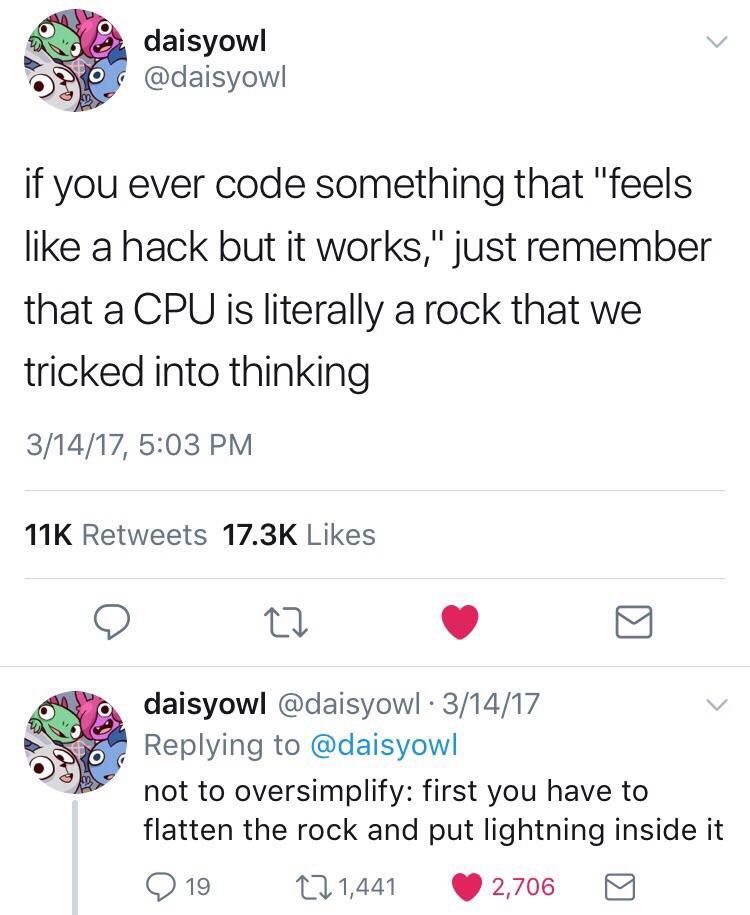 daisyowl
@daisyowl
if you ever code something that "feels
like a hack but it works," just remember
that a CPU is literally a rock that we
tricked into thinking
3/14/17, 5:03 PM
11K Retweets 17.3K Likes
daisyowl @daisyowl · 3/14/17
Replying to @daisyowl
not to oversimplify: first you have to
flatten the rock and put lightning inside it
19 1,441 2,706